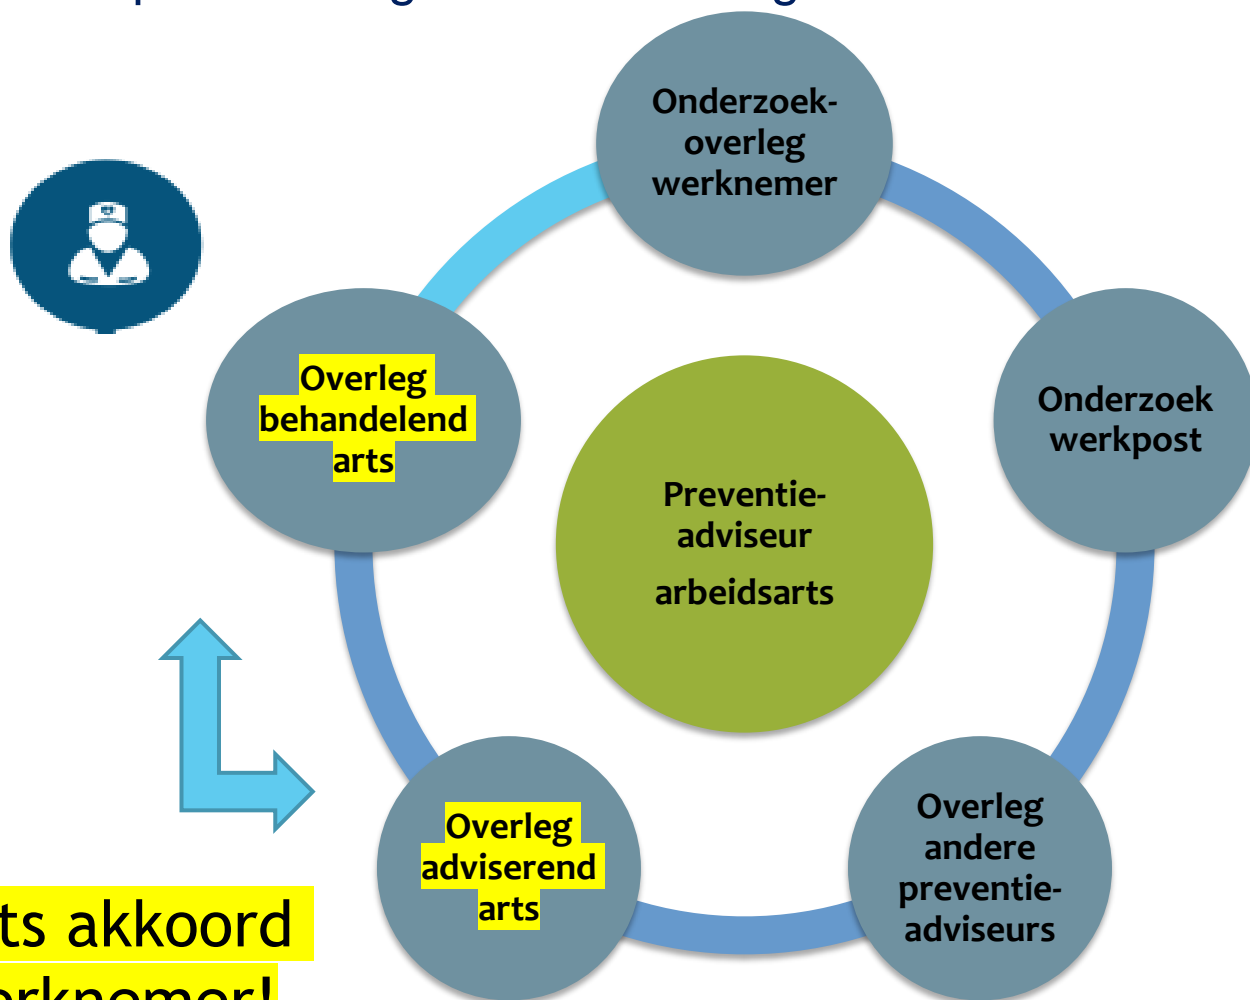 Onderzoek-
overleg
werknemer
Overleg
behandelend
arts
Onderzoek
werkpost
Preventie-
adviseur
arbeidsarts
Overleg
adviserend
arts
Overleg
andere
preventie-
adviseurs
akkoord